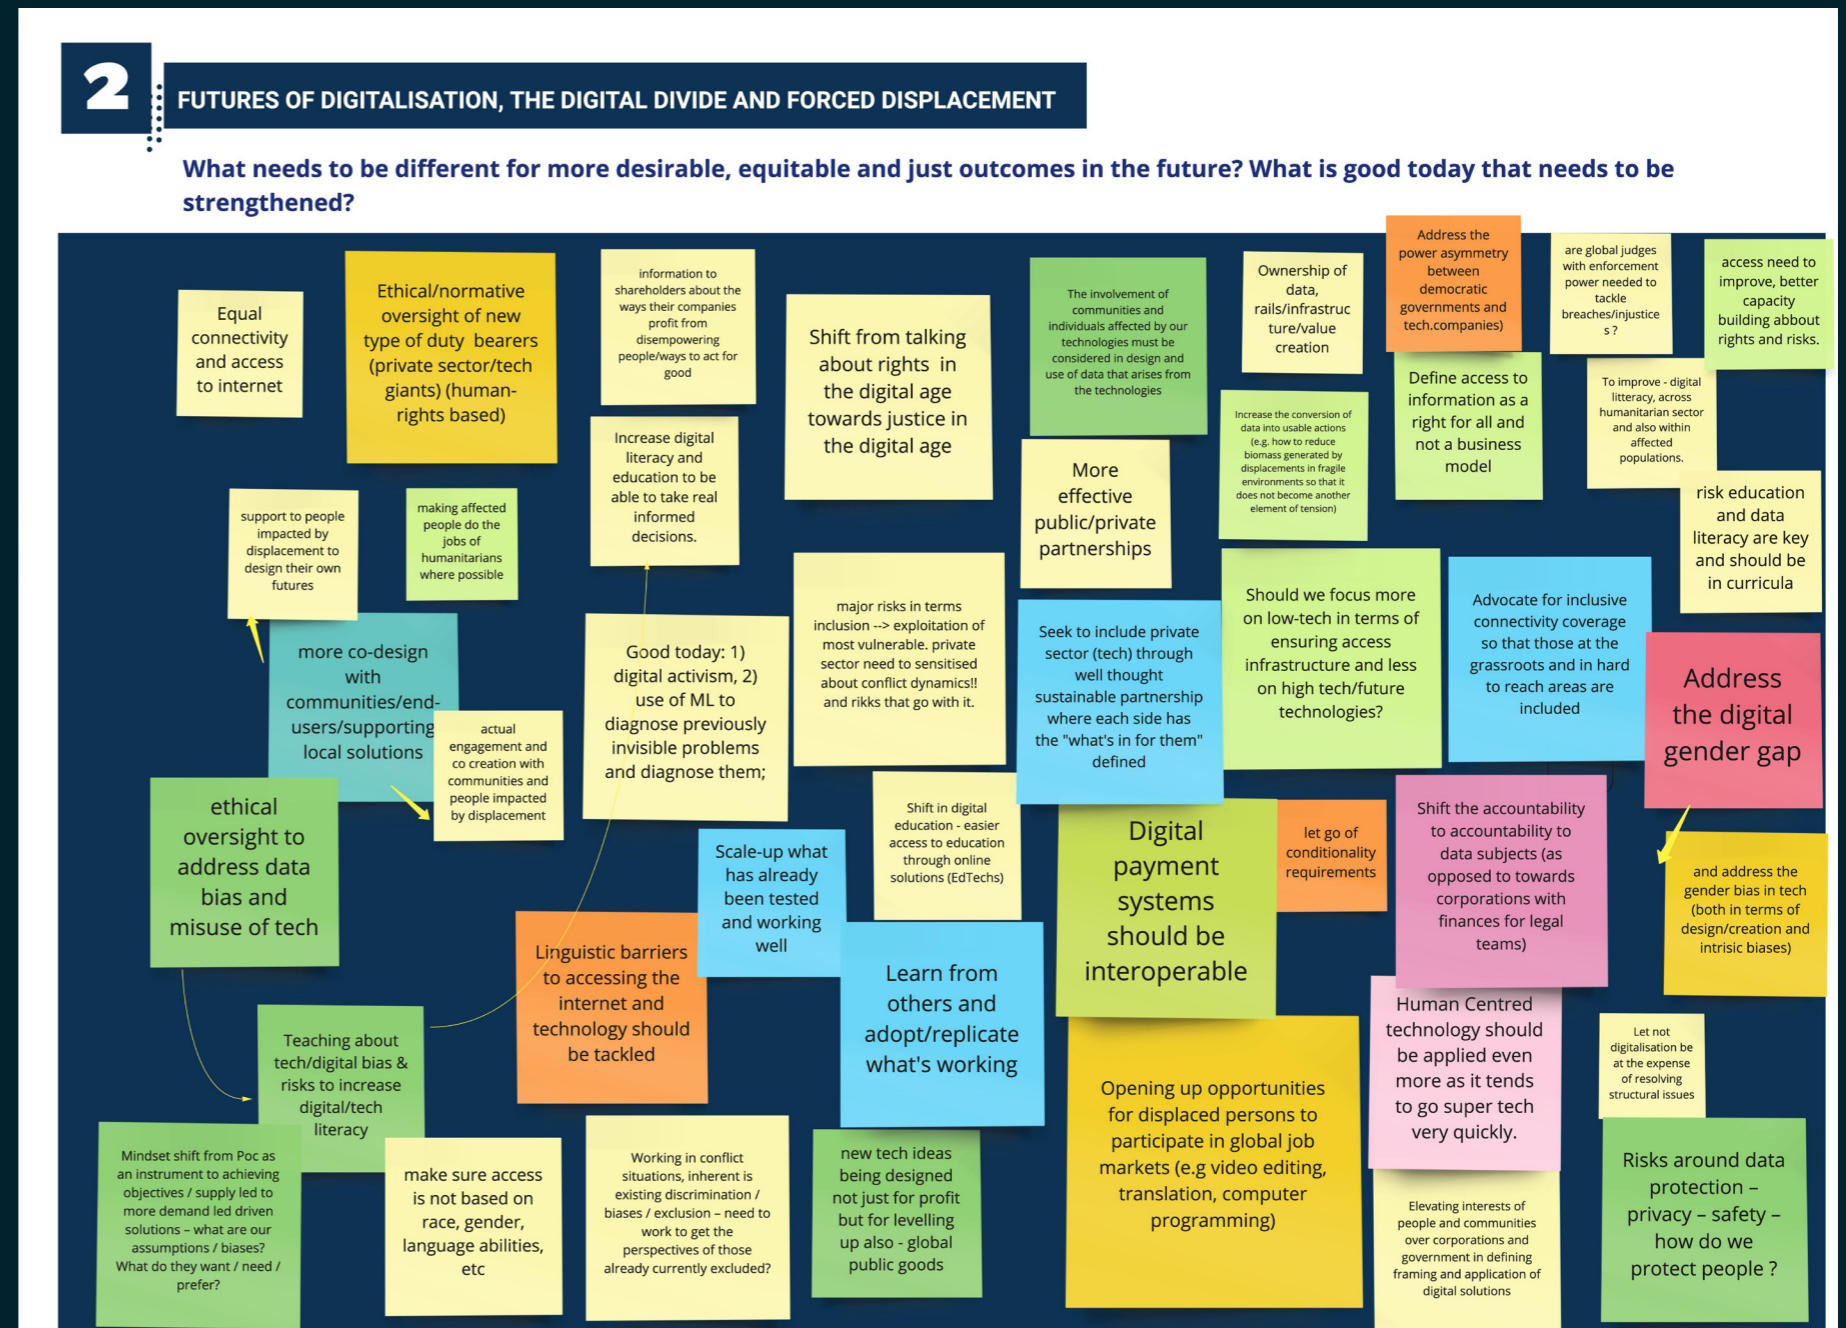 2
FUTURES OF DIGITALISATION, THE DIGITAL DIVIDE AND FORCED DISPLACEMENT
What needs to be different for more desirable, equitable and just outcomes in the future? What is good today that needs to be
strengthened?
Equal
connectivity
and access
to internet
Ethical/normative
oversight of new
type of duty bearers
(private sector/tech
giants) (human-
rights based)
information to
shareholders about the
ways their companies
profit from
disempowering
people/ways to act for
good
Shift from talking
about rights in
the digital age
towards justice in
the digital age
The involvement of
communities and
individuals affected by our
technologies must be
considered in design and
use of data that arises from
the technologies
Ownership of
data,
rails/infrastruc
ture/value
creation
Address the
power asymmetry
between
democratic
governments and
tech.companies)
are global judges
with enforcement
power needed to
tackle
breaches/injustice
s ?
access need to
improve, better
capacity
building abbout
rights and risks.
Increase digital
literacy and
education to be
able to take real
informed
decisions.
More
effective
public/private
partnerships
Increase the conversion of
data into usable actions
(e.g. how to reduce
biomass generated by
displacements in fragile
environments so that it
does not become another
element of tension)
Define access to
information as a
right for all and
not a business
model
To improve - digital
litteracy, across
humanitarian sector
and also within
affected
populations.
risk education
and data
literacy are key
and should be
in curricula
support to people
impacted by
displacement to
design their own
futures
making affected
people do the
jobs of
humanitarians
where possible
more co-design
with
communities/end-
users/supporting
local solutions
actual
engagement and
co creation with
communities and
people impacted
by displacement
Good today: 1)
digital activism, 2)
use of ML to
diagnose previously
invisible problems
and diagnose them;
major risks in terms
inclusion --> exploitation of
most vulnerable. private
sector need to sensitised
about conflict dynamics!!
and rikks that go with it.
Seek to include private
sector (tech) through
well thought
sustainable partnership
where each side has
the "what's in for them"
defined
Should we focus more
on low-tech in terms of
ensuring access
infrastructure and less
on high tech/future
technologies?
Advocate for inclusive
connectivity coverage
so that those at the
grassroots and in hard
to reach areas are
included
Address
the digital
gender gap
ethical
oversight to
address data
bias and
misuse of tech
Scale-up what
has already
been tested
and working
well
Shift in digital
education - easier
access to education
through online
solutions (EdTechs)
Digital
payment
systems
should be
interoperable
let go of
conditionality
requirements
Shift the accountability
to accountability to
data subjects (as
opposed to towards
corporations with
finances for legal
teams)
and address the
gender bias in tech
(both in terms of
design/creation and
intrisic biases)
Linguistic barriers
to accessing the
internet and
technology should
be tackled
Learn from
others and
adopt/replicate
what's working
Teaching about
tech/digital bias &
risks to increase
digital/tech
literacy
Human Centred
technology should
be applied even
more as it tends
to go super tech
very quickly.
Let not
digitalisation be
at the expense
of resolving
structural issues
Opening up opportunities
for displaced persons to
participate in global job
markets (e.g video editing,
translation, computer
programming)
Mindset shift from Poc as
an instrument to achieving
objectives / supply led to
more demand led driven
solutions – what are our
assumptions / biases?
What do they want / need /
prefer?
make sure access
is not based on
race, gender,
language abilities,
etc
Working in conflict
situations, inherent is
existing discrimination /
biases / exclusion – need to
work to get the
perspectives of those
already currently excluded?
new tech ideas
being designed
not just for profit
but for levelling
up also - global
public goods
Elevating interests of
people and communities
over corporations and
government in defining
framing and application of
digital solutions
Risks around data
protection –
privacy – safety –
how do we
protect people ?